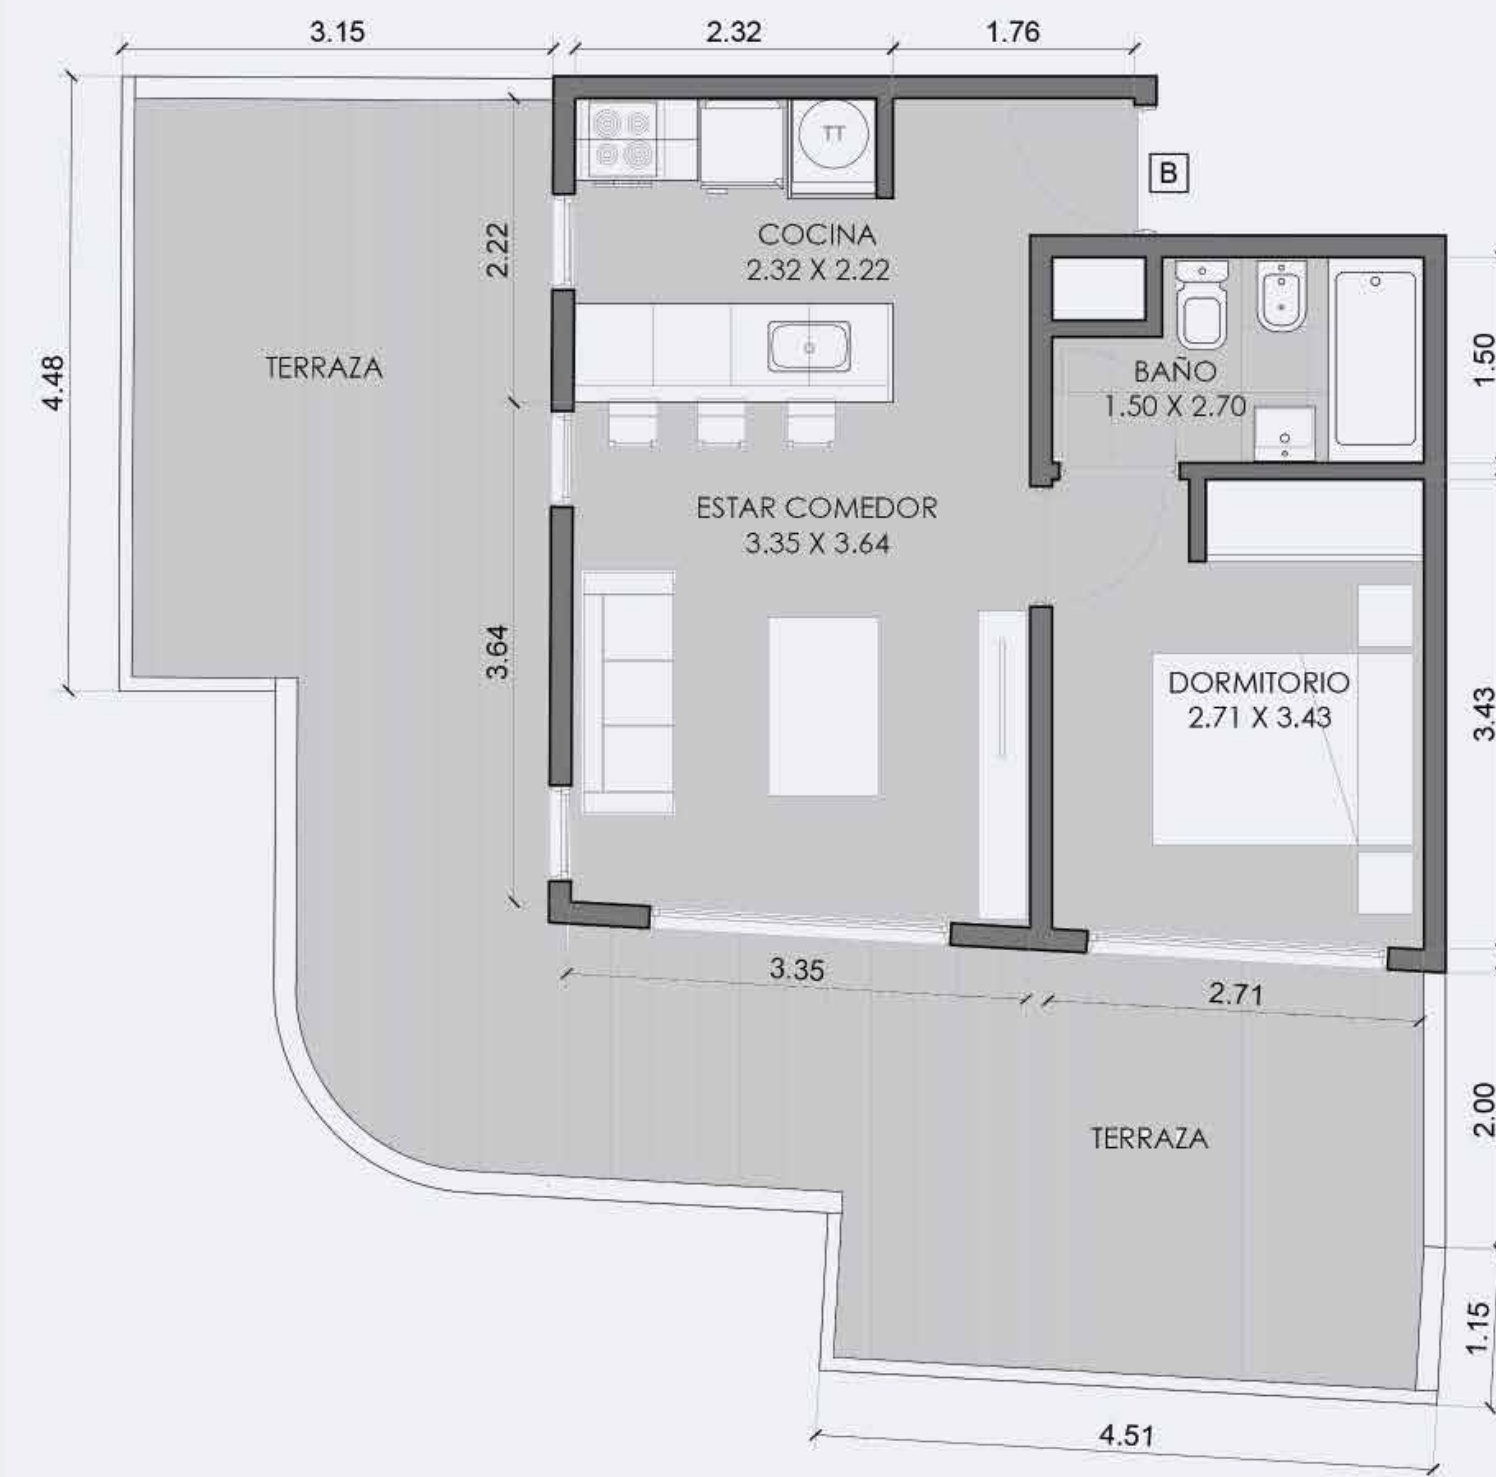 3.15
2.32
1.76
TT
B
COCINA
2.32 X 2.22
2.22
4.48
TERRAZA
1.50
BAÑO
1.50 X 2.70
ESTAR COMEDOR
3.35 X 3.64
3.64
DORMITORIO
2.71 X 3.43
3.43
3.35
2.71
2.00
TERRAZA
1.15
4.51